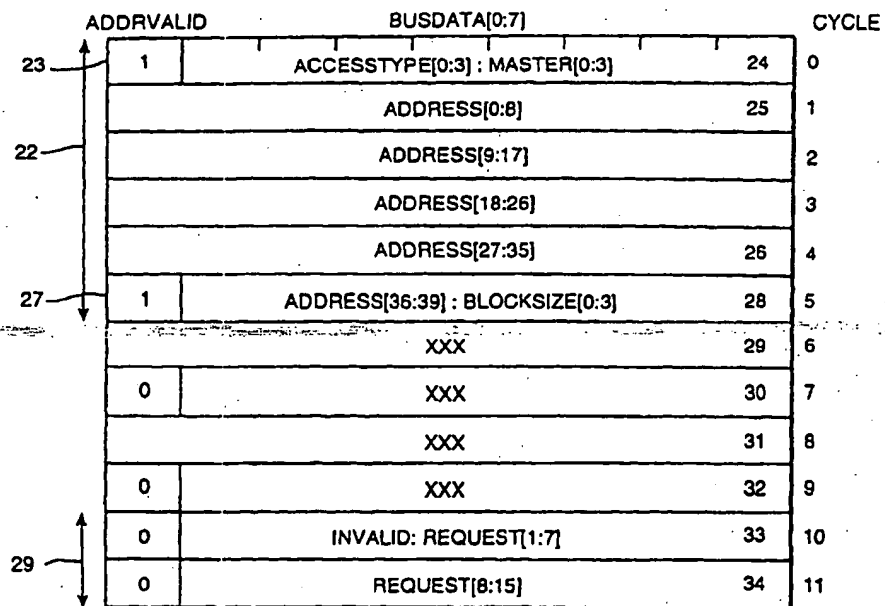 ADDRVALID BUSDATA[0:7] CYCLE
23 1 ACCESSTYPE[0:3] : MASTER[0:3] 24 0
ADDRESS[0:8] 25 1
22 ADDRESS[9:17] 2
ADDRESS[18:26] 3
ADDRESS[27:35] 26 4
27 1 ADDRESS[36:39] : BLOCKSIZE[0:3] 28 5
XXX 29 6
0 XXX 30 7
XXX 31 8
0 XXX 32 9
0 INVALID: REQUEST[1:7] 33 10
29
0 REQUEST[8:15] 34 11